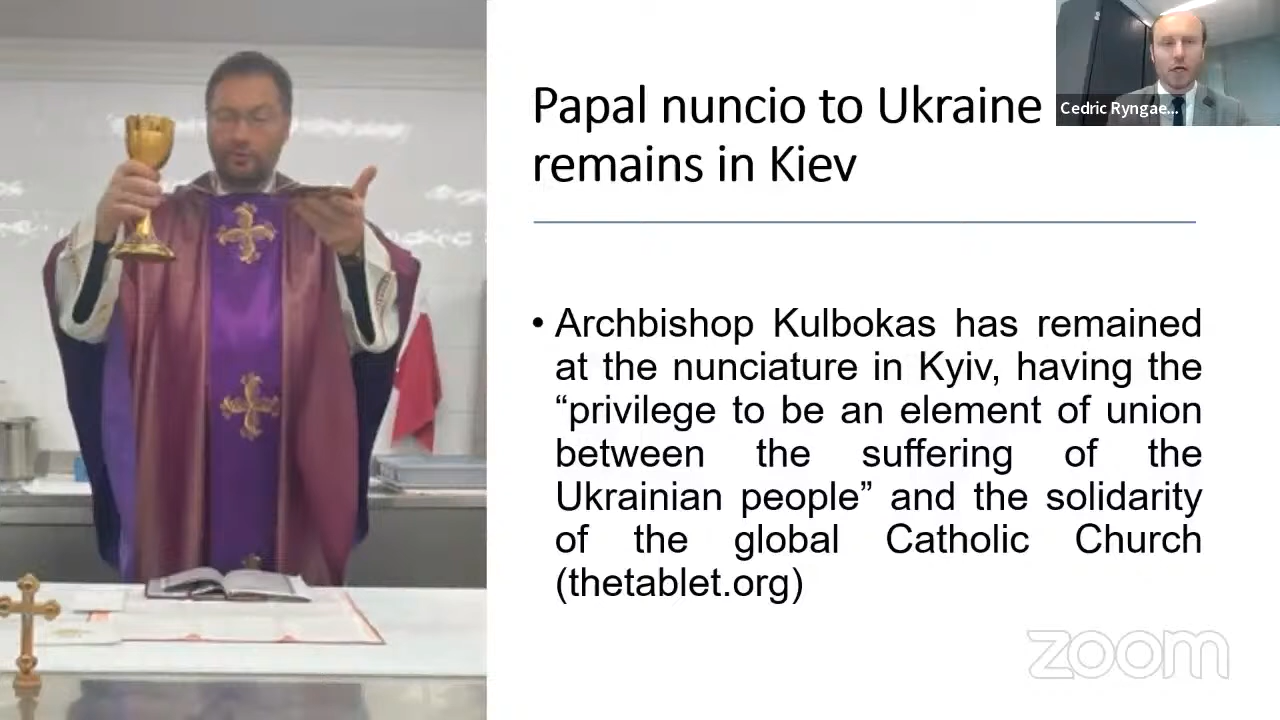 Papal nuncio to Ukraine
remains in Kiev
Cedric Ryngae...
• Archbishop Kulbokas has remained
at the nunciature in Kyiv, having the
“privilege to be an element of union
between the suffering of the
Ukrainian people” and the solidarity
of the global Catholic Church
(thetablet.org)
zoom